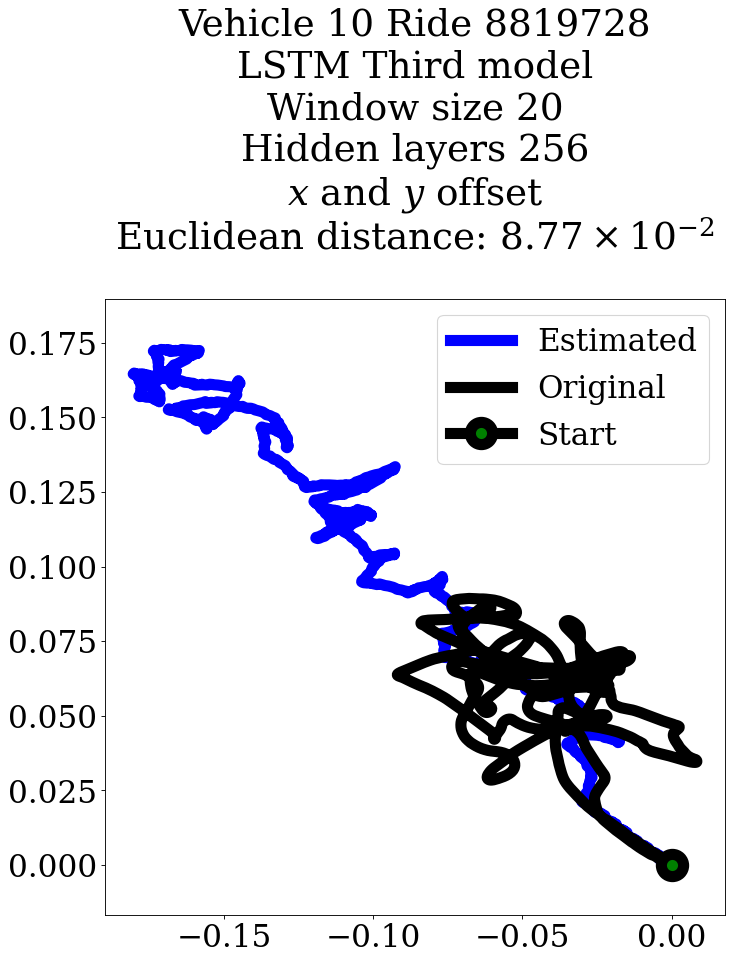 Vehicle 10 Ride 8819728
LSTM Third model
Window size 20
Hidden layers 256
x and y offset
Euclidean distance: 8.77 × 10⁻²
Estimated
Original
Start
0.175
0.150
0.125
0.100
0.075
0.050
0.025
0.000
−0.15 −0.10 −0.05 0.00